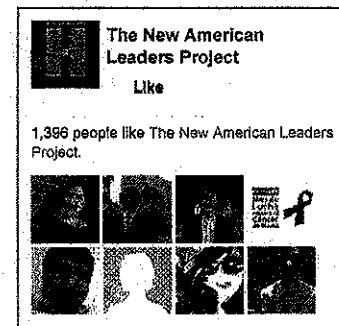 The New American
Leaders Project
Like
1,396 people like The New American Leaders
Project.